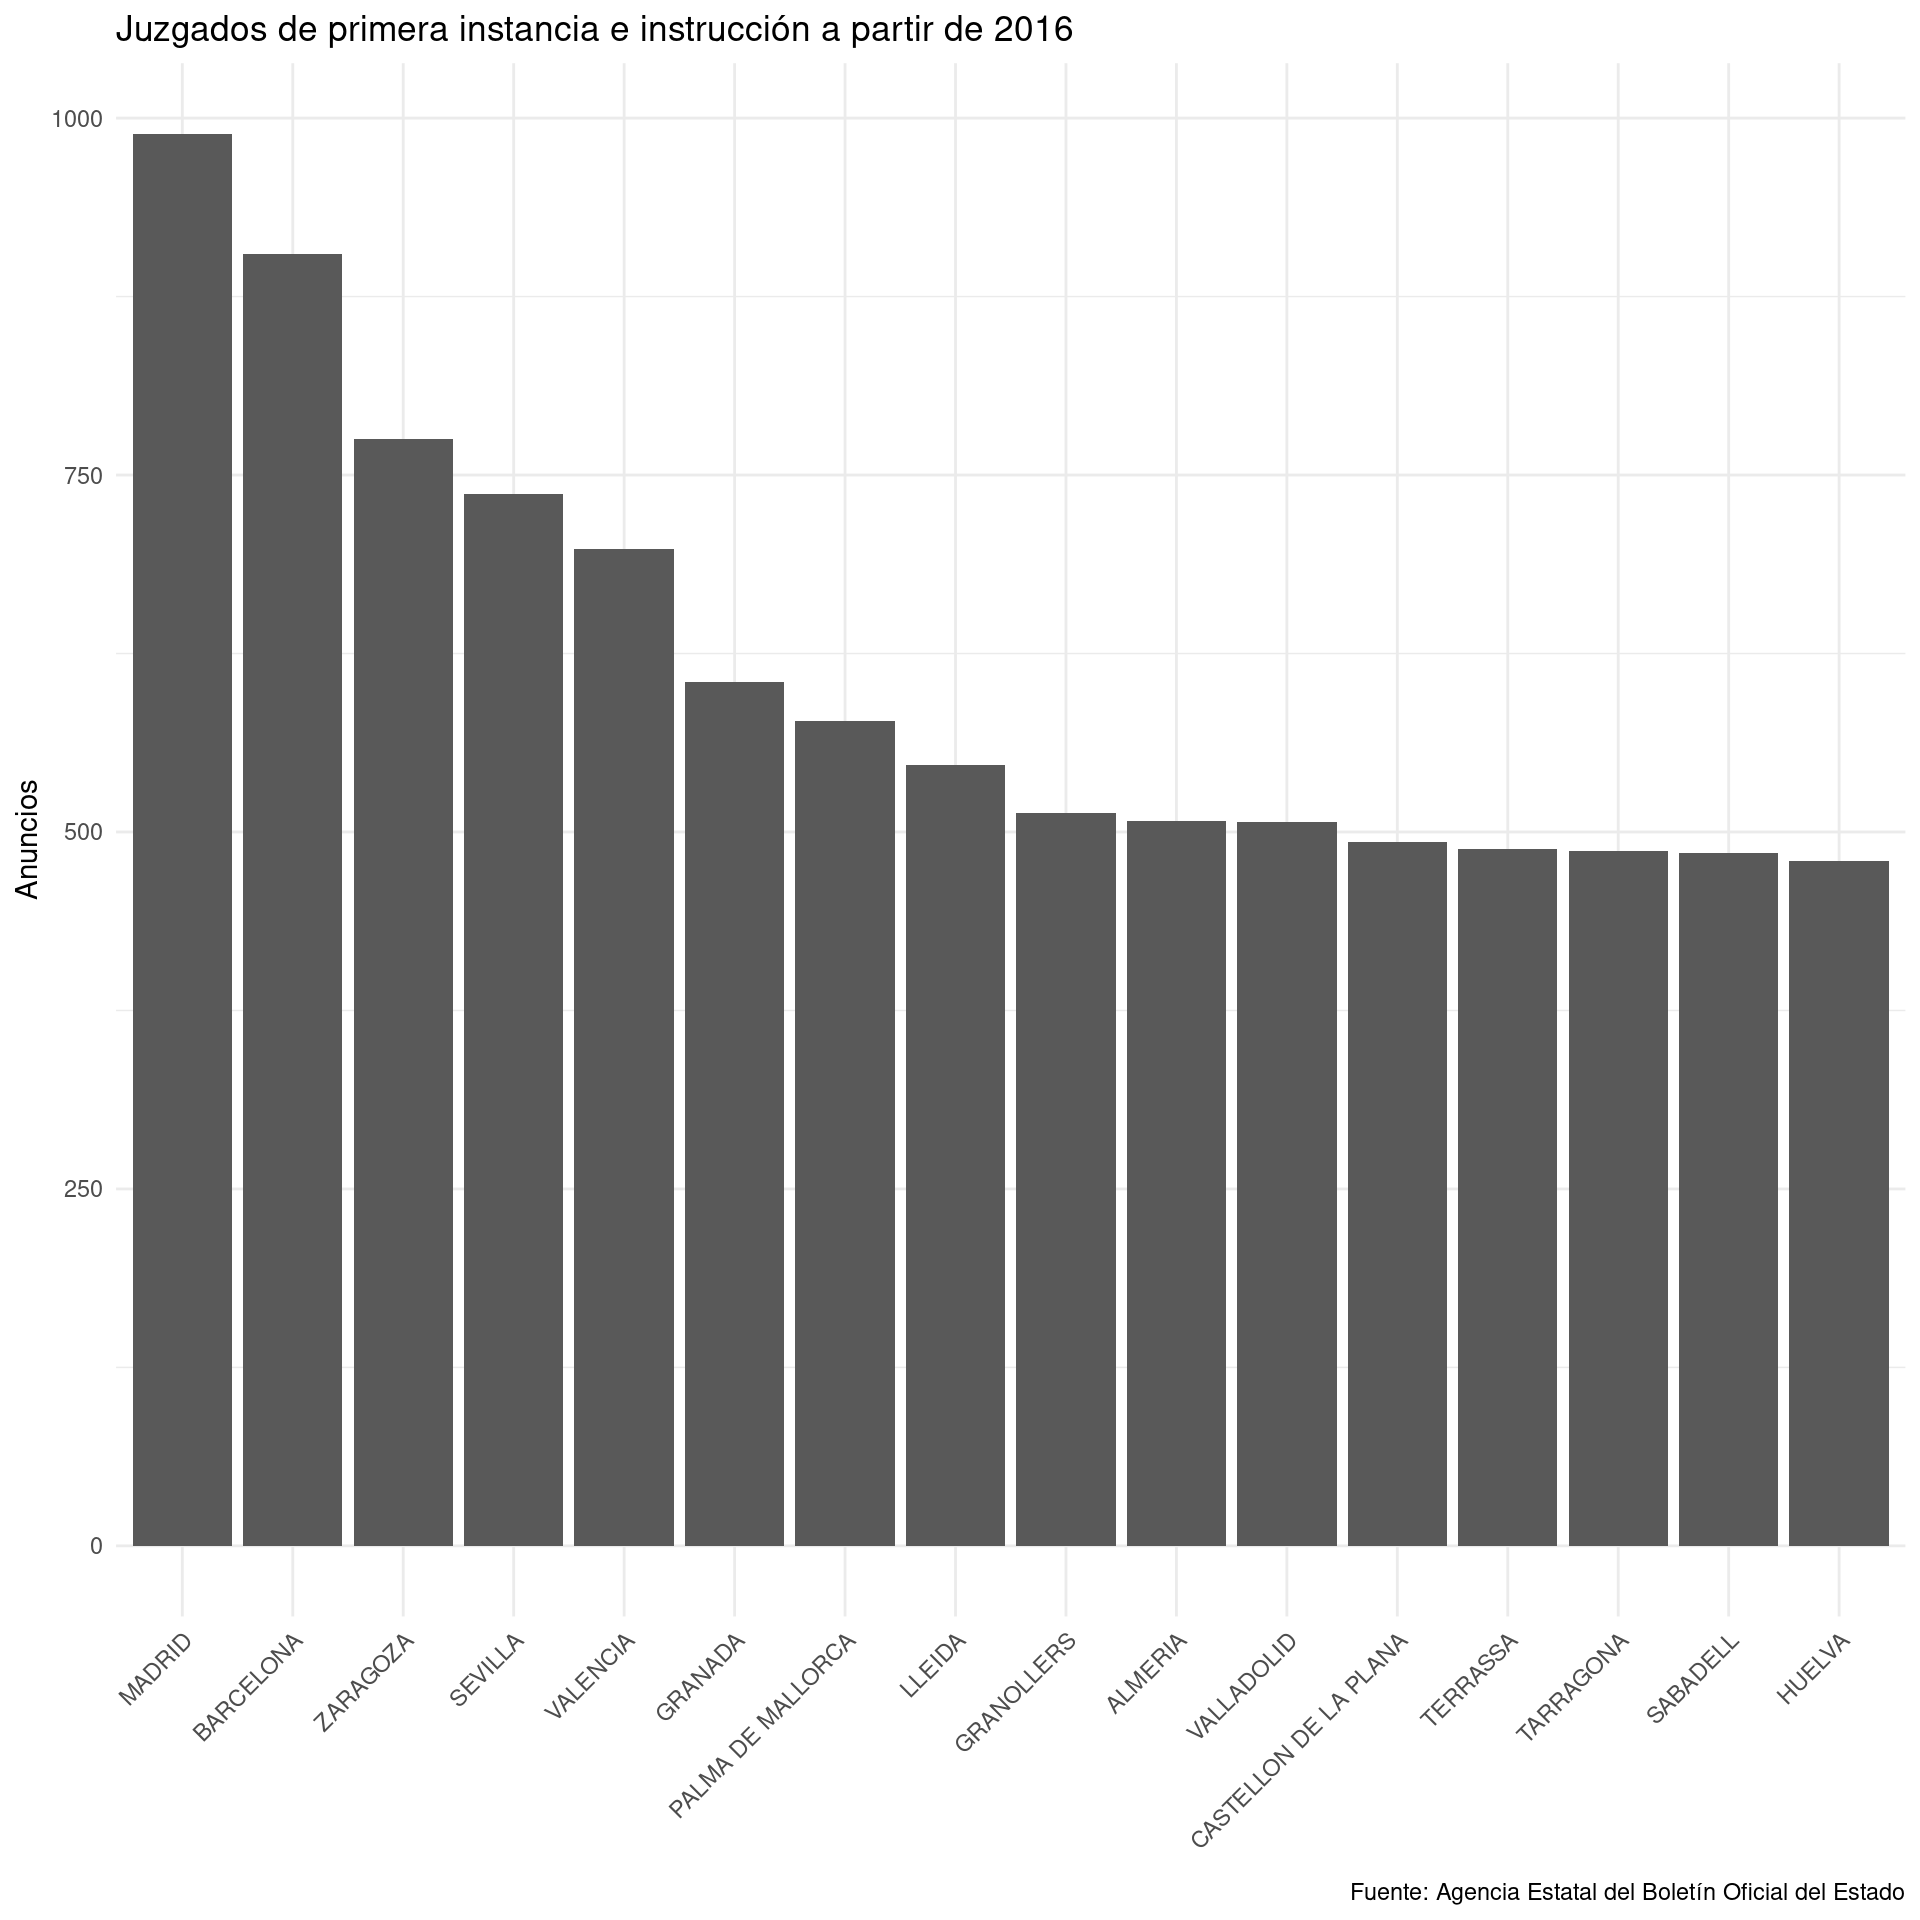 Juzgados de primera instancia e instrucción a partir de 2016
Anuncios
1000
750
500
250
0
MADRID
BARCELONA
ZARAGOZA
SEVILLA
VALENCIA
GRANADA
PALMA DE MALLORCA
LLEIDA
GRANOLLERS
ALMERIA
VALLADOLID
CASTELLON DE LA PLANA
TERRASSA
TARRAGONA
SABADELL
HUELVA
Fuente: Agencia Estatal del Boletín Oficial del Estado